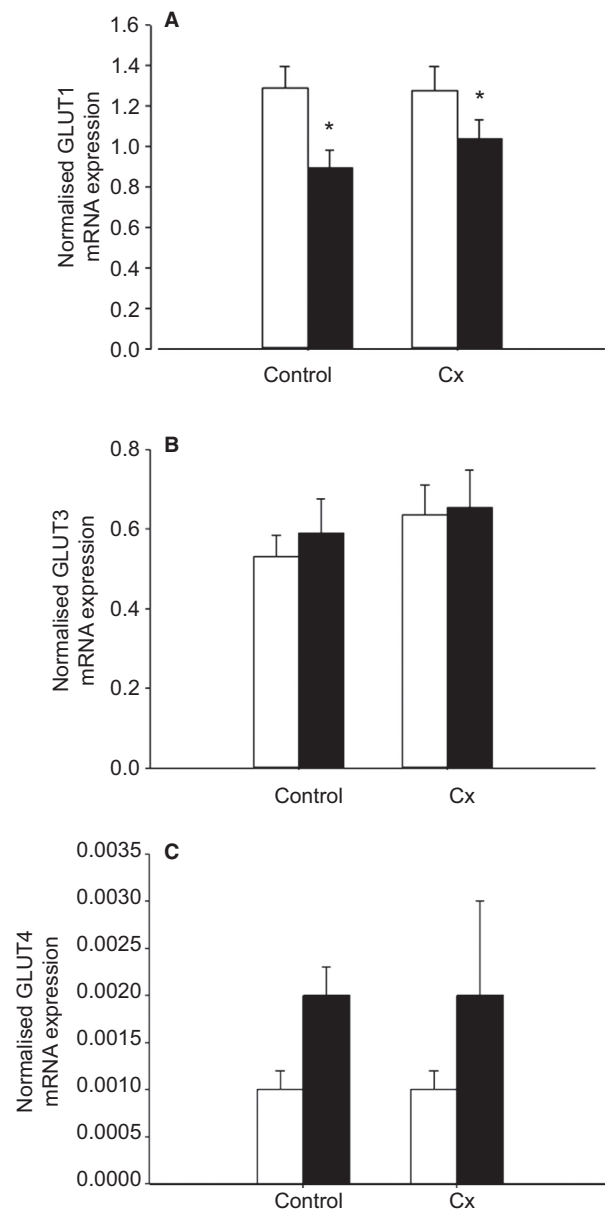 A
Normalised GLUT1
mRNA expression
1.6
1.4
1.2
1.0
0.8
0.6
0.4
0.2
0.0
*
*
Control
Cx
B
Normalised GLUT3
mRNA expression
0.8
0.6
0.4
0.2
0.0
Control
Cx
C
Normalised GLUT4
mRNA expression
0.0035
0.0030
0.0025
0.0020
0.0015
0.0010
0.0005
0.0000
Control
Cx